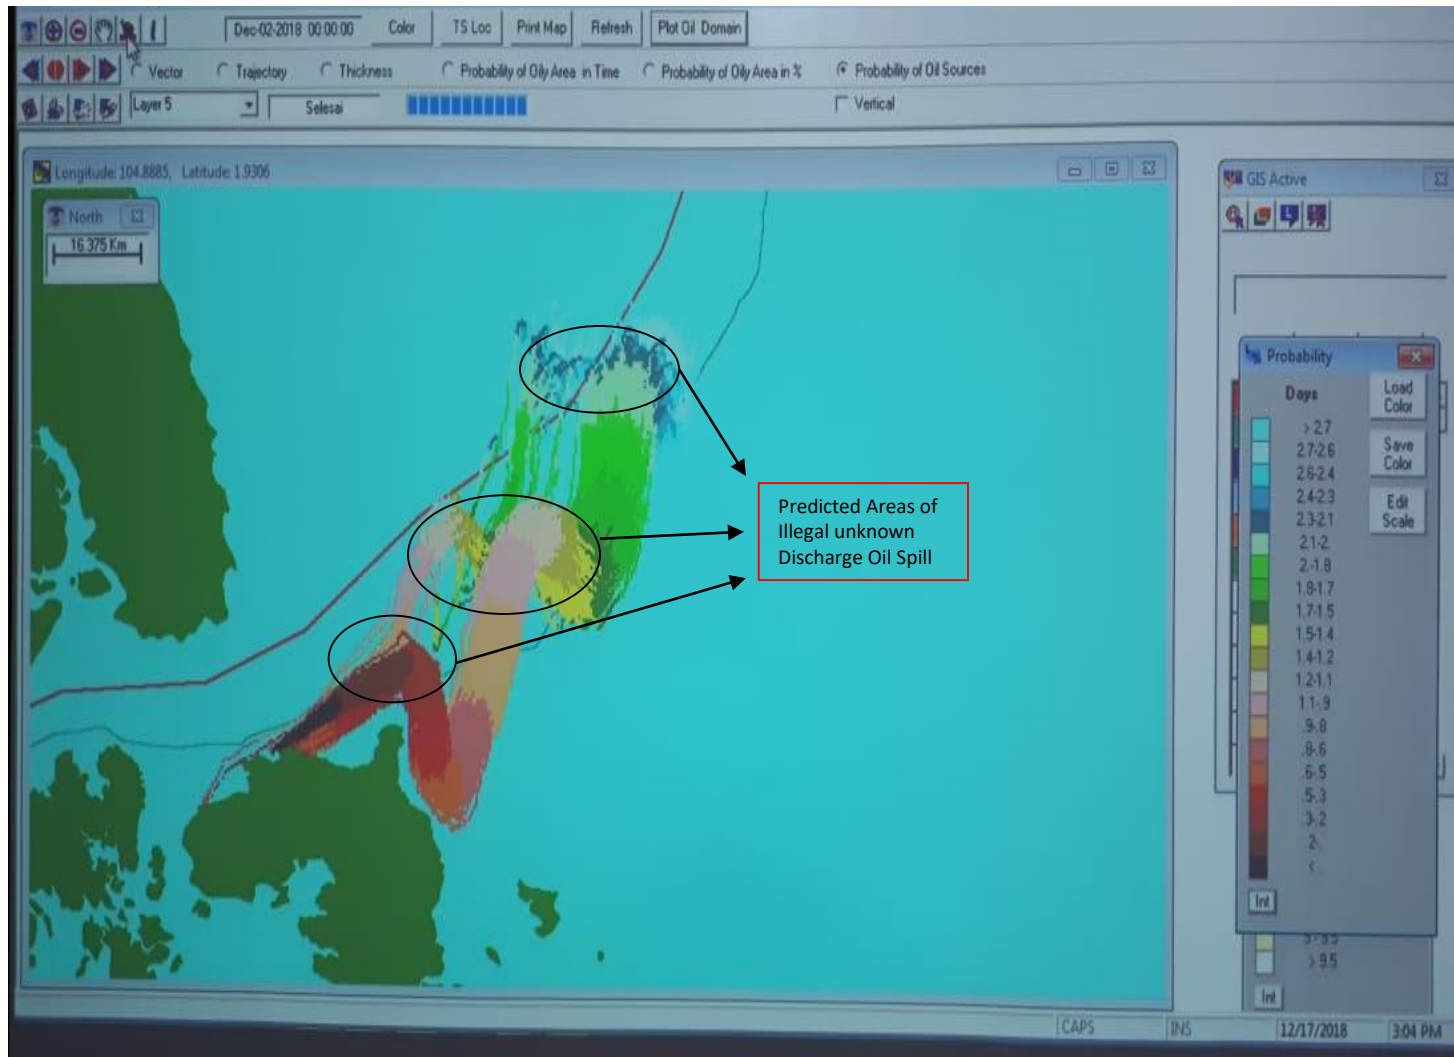 Dec-02-2018 00:00:00 Color TS Loc Print Map Refresh Plot Oil Domain
Vector Trajectory Thickness Probability of Oily Area in Time Probability of Oily Area in % Probability of Oil Sources
Layer 5 Selesai Vertical
Longitude: 104.8885, Latitude: 1.9306
North
16.375 Km
Predicted Areas of
Illegal unknown
Discharge Oil Spill
GIS Active
Probability
Days
Load
Color
Save
Color
Edit
Scale
> 2.7
2.7-2.6
2.6-2.4
2.4-2.3
2.3-2.1
2.1-2.
2.-1.8
1.8-1.7
1.7-1.5
1.5-1.4
1.4-1.2
1.2-1.1
1.1-.9
.9-.8
.8-.6
.6-.5
.5-.3
.3-.2
.2-.
<
Int
> 9.5
Int
CAPS INS 12/17/2018 3:04 PM